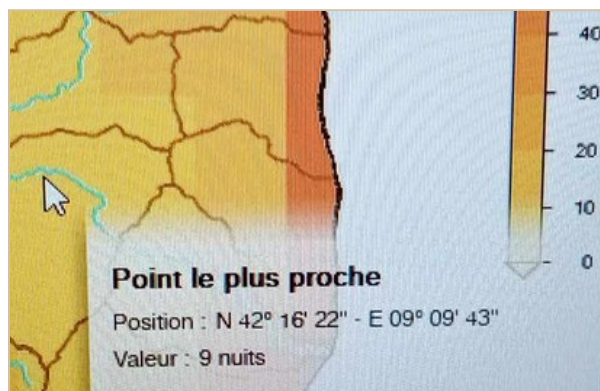 40
30
20
10
0
Point le plus proche
Position : N 42° 16' 22" - E 09° 09' 43"
Valeur : 9 nuits